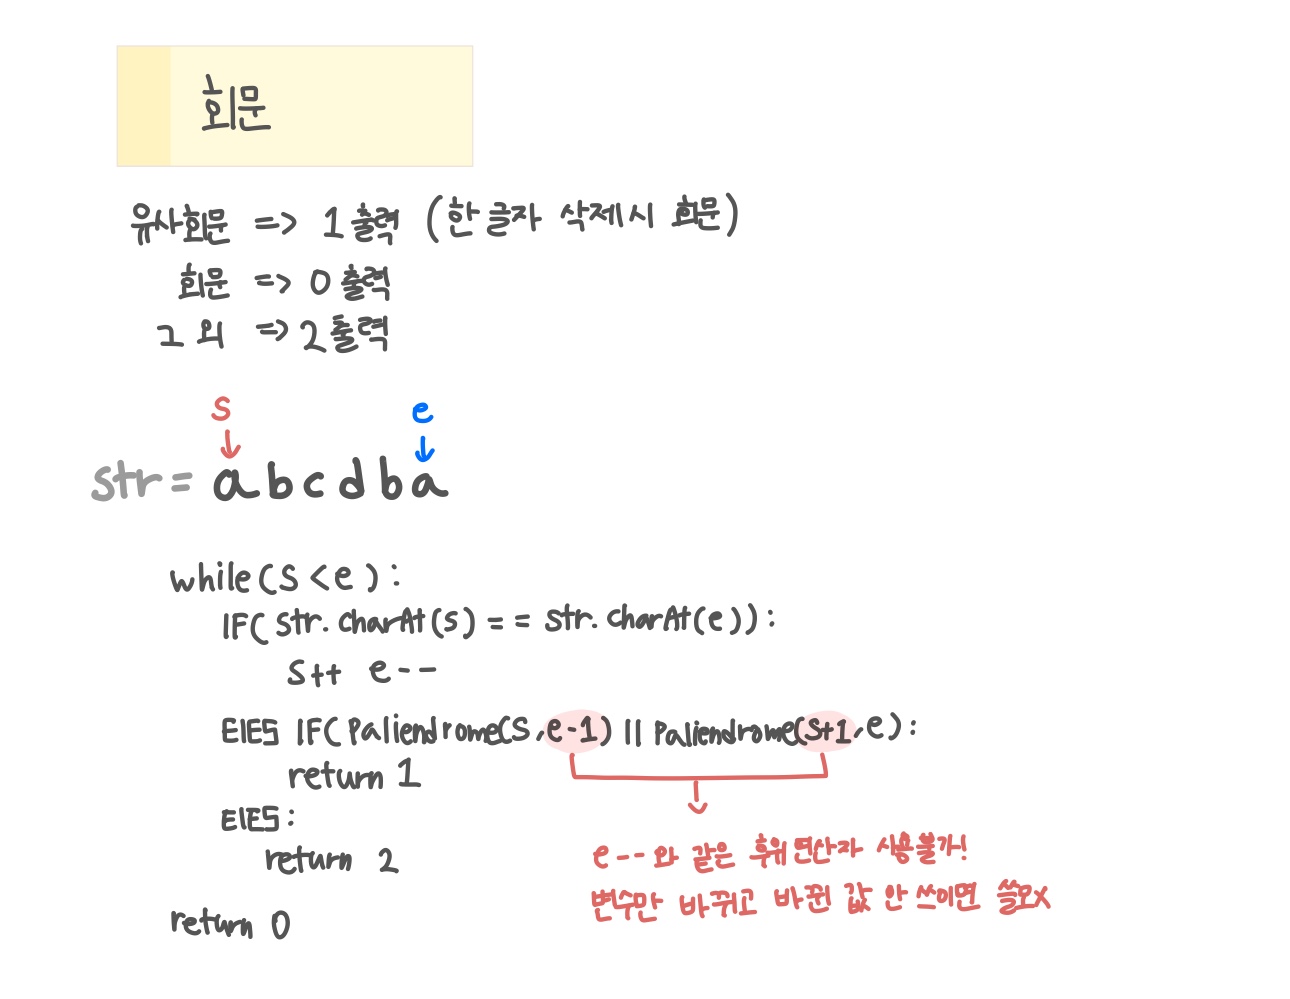 회문
유사회문 => 1 출력 (한 글자 삭제시 회문)
회문 => 0 출력
그 외 => 2 출력
s e
str = a b c d b a
while(s < e):
IF(str.charAt(s) == str.charAt(e)):
s++ e--
ElES IF(Paliendrome(s,e-1) || Paliendrome(s+1,e):
return 1
ElES:
return 2
e--와 같은 후위 연산자 사용불가!
변수만 바뀌고 바뀐 값 안 쓰이면 쓸모X
return 0